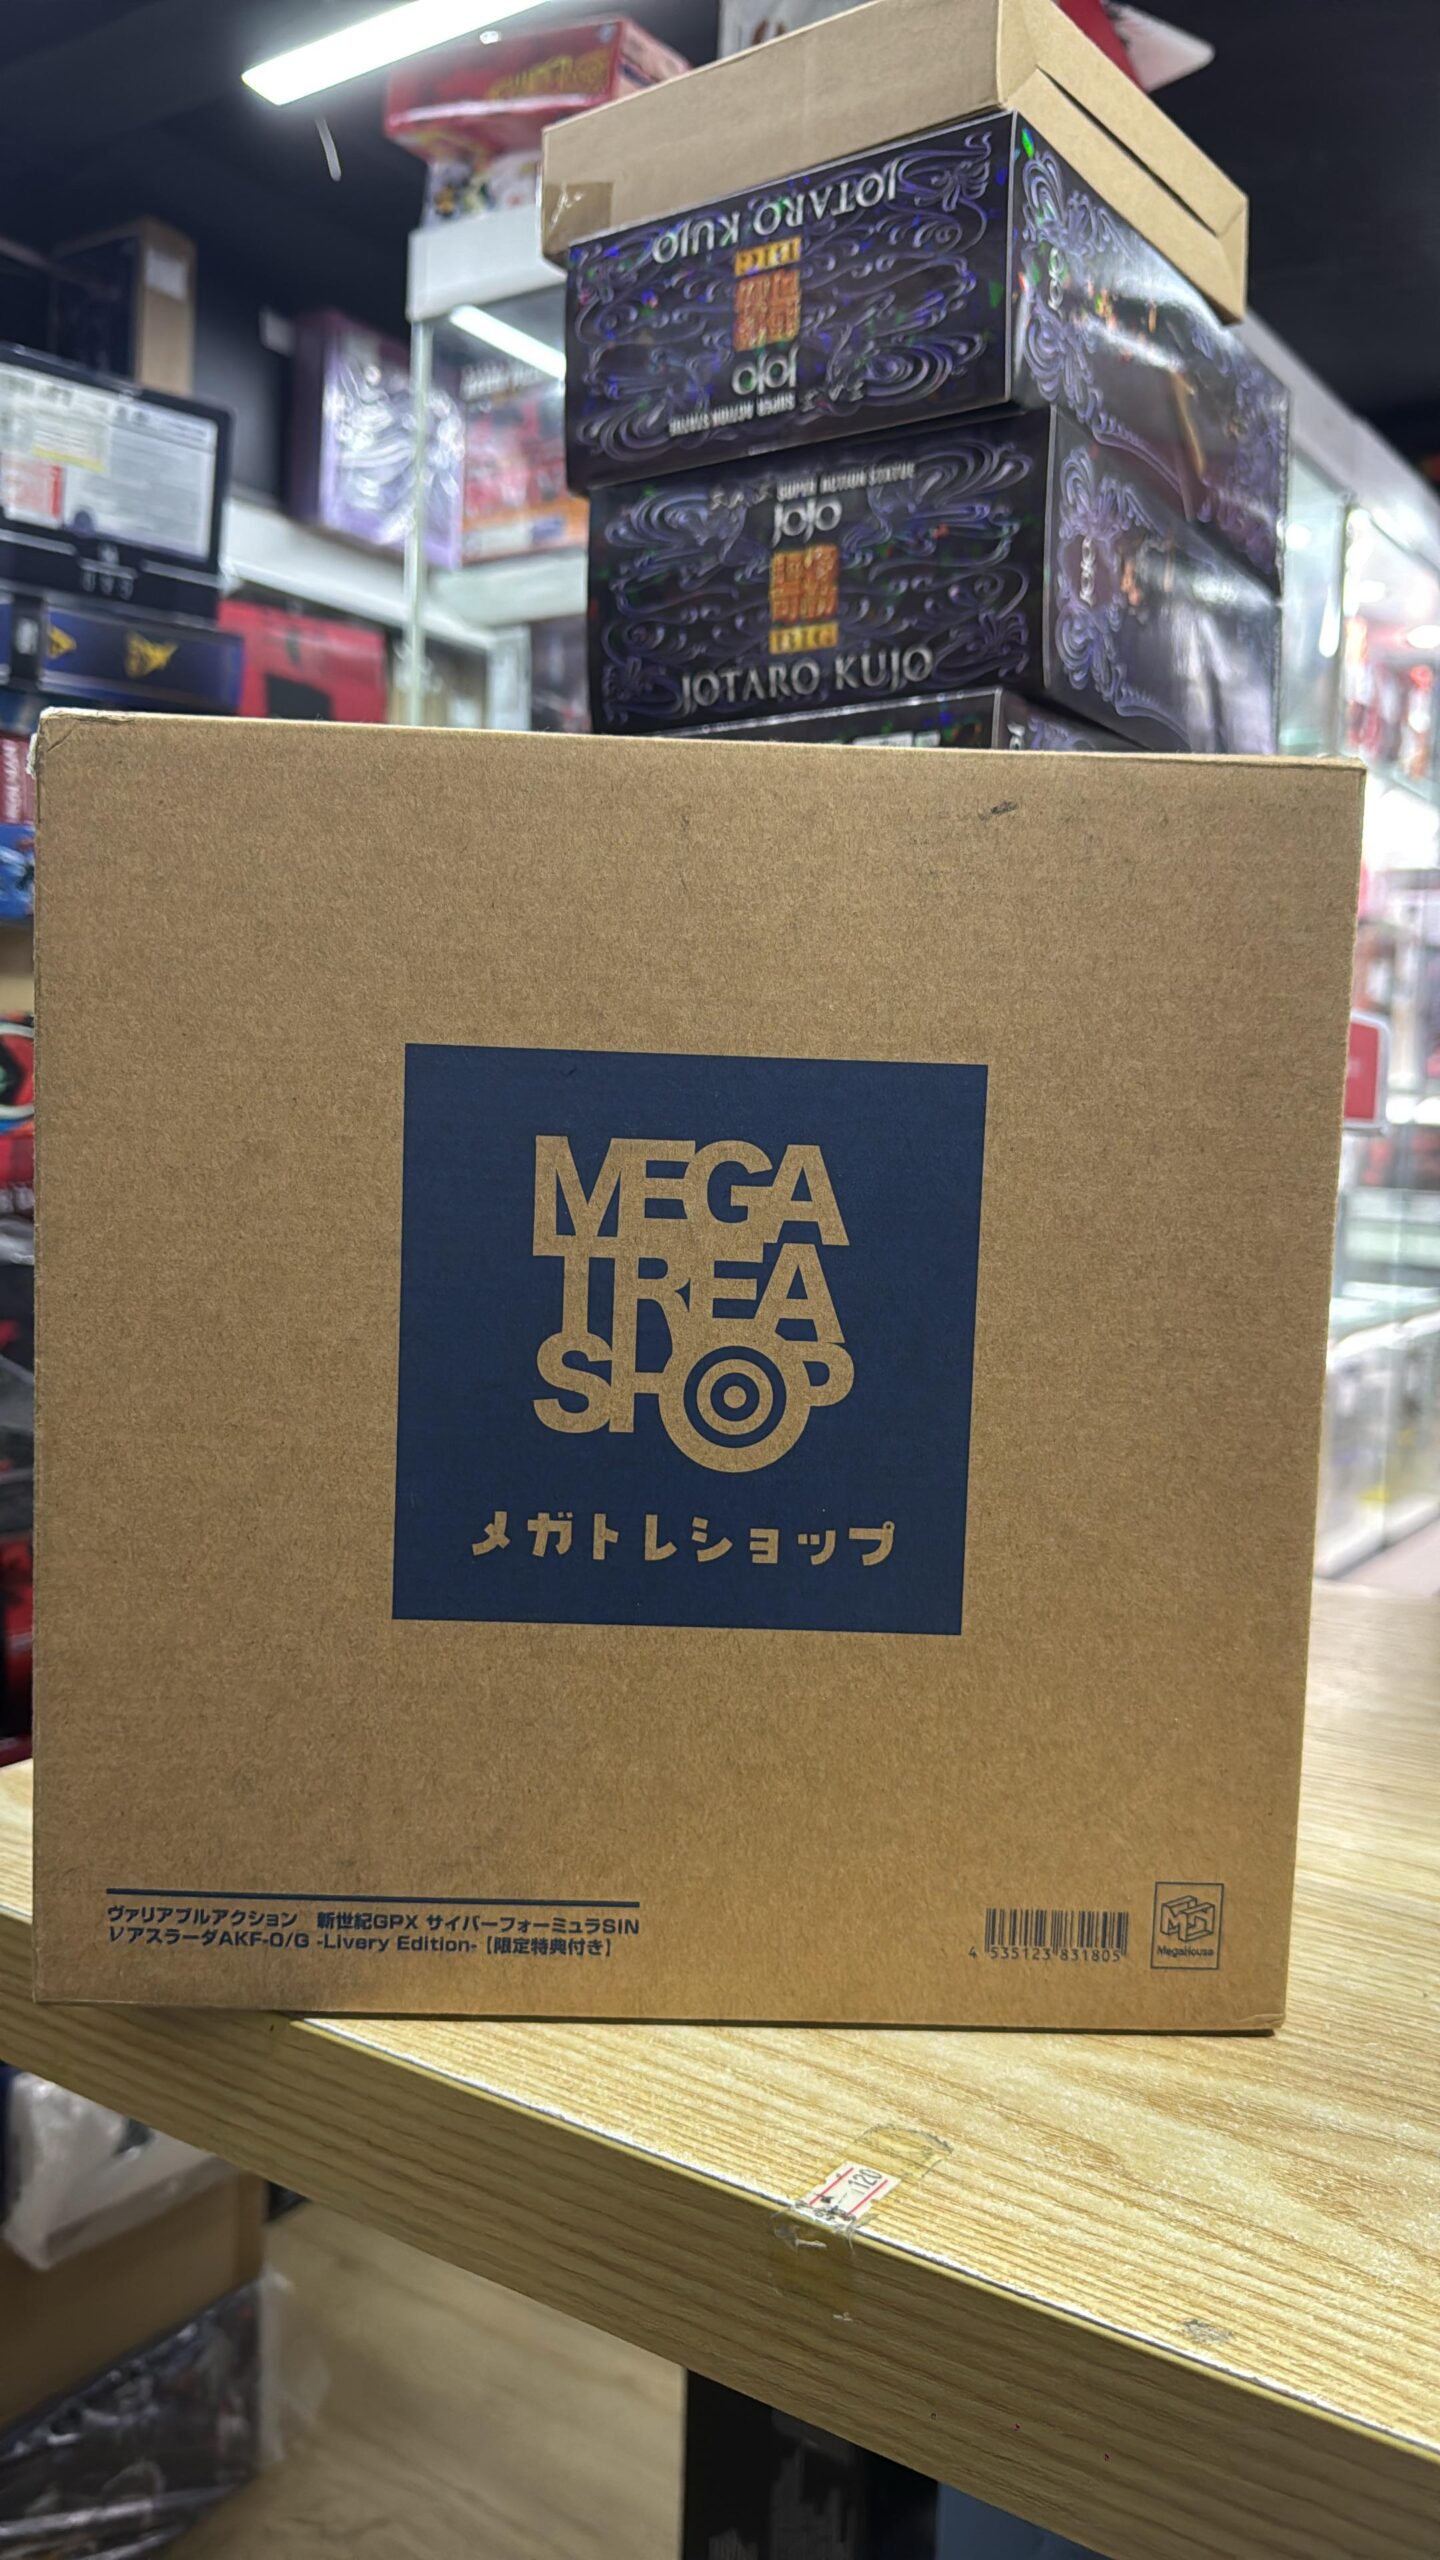 JOTARO KUJO
JOJO
SUPER ACTION STATUE
SUPER ACTION STATUE
JOJO
JOTARO KUJO
MEGA
TREA
SHOP
メガトレショップ
ヴァリアブルアクション 新世紀GPX サイバーフォーミュラSIN
νアスラーダAKF-0/G -Livery Edition-【限定特典付き】
4 535123 831805
MegaHouse
120